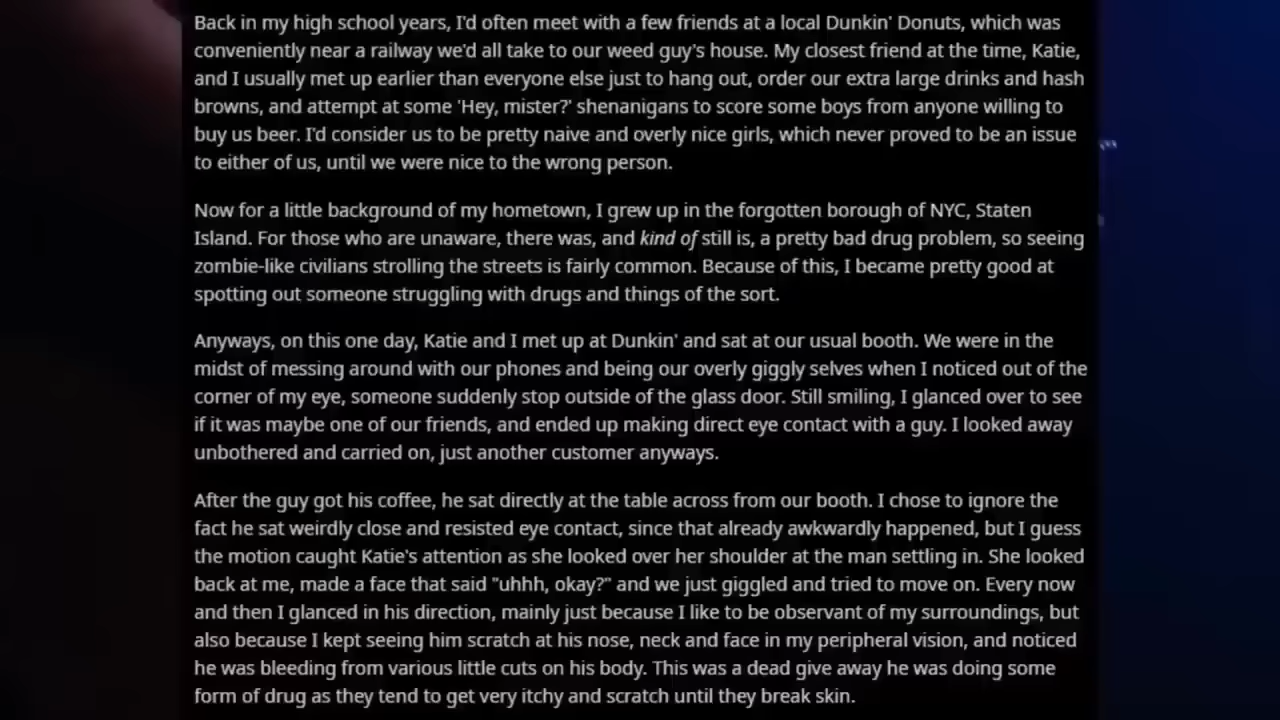 Back in my high school years, I'd often meet with a few friends at a local Dunkin' Donuts, which was
conveniently near a railway we'd all take to our weed guy's house. My closest friend at the time, Katie,
and I usually met up earlier than everyone else just to hang out, order our extra large drinks and hash
browns, and attempt at some 'Hey, mister?' shenanigans to score some boys from anyone willing to
buy us beer. I'd consider us to be pretty naive and overly nice girls, which never proved to be an issue
to either of us, until we were nice to the wrong person.
Now for a little background of my hometown, I grew up in the forgotten borough of NYC, Staten
Island. For those who are unaware, there was, and kind of still is, a pretty bad drug problem, so seeing
zombie-like civilians strolling the streets is fairly common. Because of this, I became pretty good at
spotting out someone struggling with drugs and things of the sort.
Anyways, on this one day, Katie and I met up at Dunkin' and sat at our usual booth. We were in the
midst of messing around with our phones and being our overly giggly selves when I noticed out of the
corner of my eye, someone suddenly stop outside of the glass door. Still smiling, I glanced over to see
if it was maybe one of our friends, and ended up making direct eye contact with a guy. I looked away
unbothered and carried on, just another customer anyways.
After the guy got his coffee, he sat directly at the table across from our booth. I chose to ignore the
fact he sat weirdly close and resisted eye contact, since that already awkwardly happened, but I guess
the motion caught Katie's attention as she looked over her shoulder at the man settling in. She looked
back at me, made a face that said "uhhh, okay?" and we just giggled and tried to move on. Every now
and then I glanced in his direction, mainly just because I like to be observant of my surroundings, but
also because I kept seeing him scratch at his nose, neck and face in my peripheral vision, and noticed
he was bleeding from various little cuts on his body. This was a dead give away he was doing some
form of drug as they tend to get very itchy and scratch until they break skin.